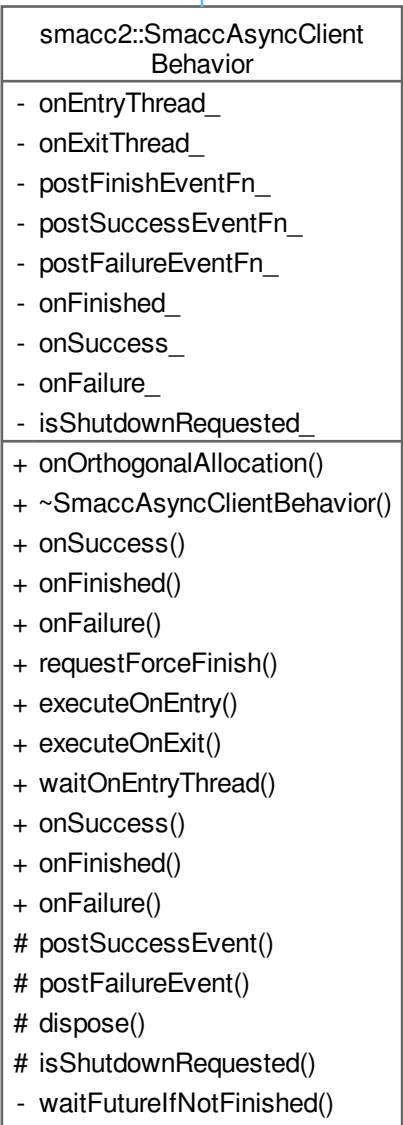 smacc2::SmaccAsyncClient
Behavior
- onEntryThread_
- onExitThread_
- postFinishEventFn_
- postSuccessEventFn_
- postFailureEventFn_
- onFinished_
- onSuccess_
- onFailure_
- isShutdownRequested_
+ onOrthogonalAllocation()
+ ~SmaccAsyncClientBehavior()
+ onSuccess()
+ onFinished()
+ onFailure()
+ requestForceFinish()
+ executeOnEntry()
+ executeOnExit()
+ waitOnEntryThread()
+ onSuccess()
+ onFinished()
+ onFailure()
# postSuccessEvent()
# postFailureEvent()
# dispose()
# isShutdownRequested()
- waitFutureIfNotFinished()